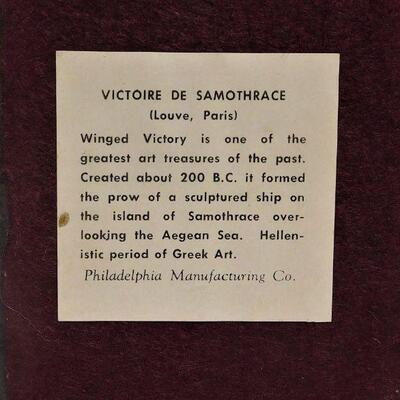 VICTOIRE DE SAMOTHRACE
(Louve, Paris)
Winged Victory is one of the
greatest art treasures of the past.
Created about 200 B.C. it formed
the prow of a sculptured ship on
the island of Samothrace over-
looking the Aegean Sea. Hellen-
istic period of Greek Art.
Philadelphia Manufacturing Co.